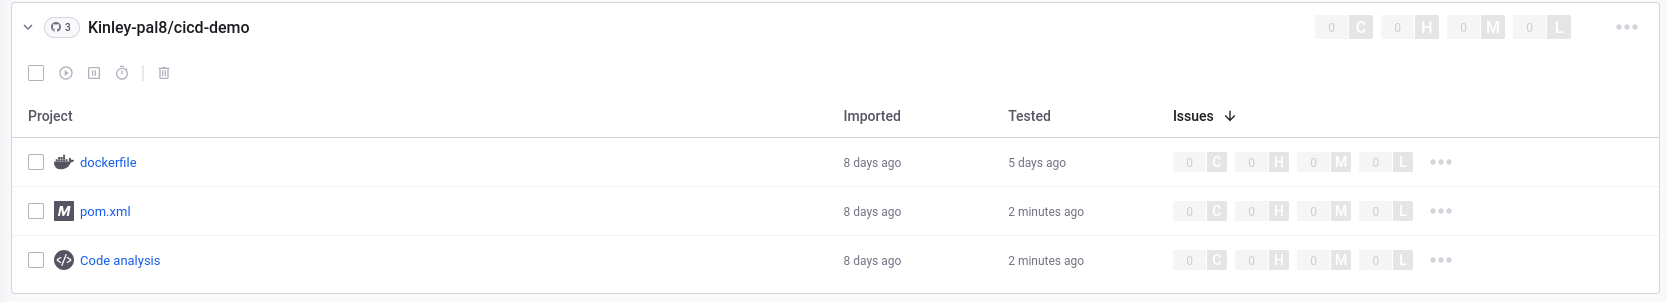 3 Kinley-pal8/cicd-demo 0 C 0 H 0 M 0 L
Project Imported Tested Issues
dockerfile 8 days ago 5 days ago 0 C 0 H 0 M 0 L
M pom.xml 8 days ago 2 minutes ago 0 C 0 H 0 M 0 L
</> Code analysis 8 days ago 2 minutes ago 0 C 0 H 0 M 0 L